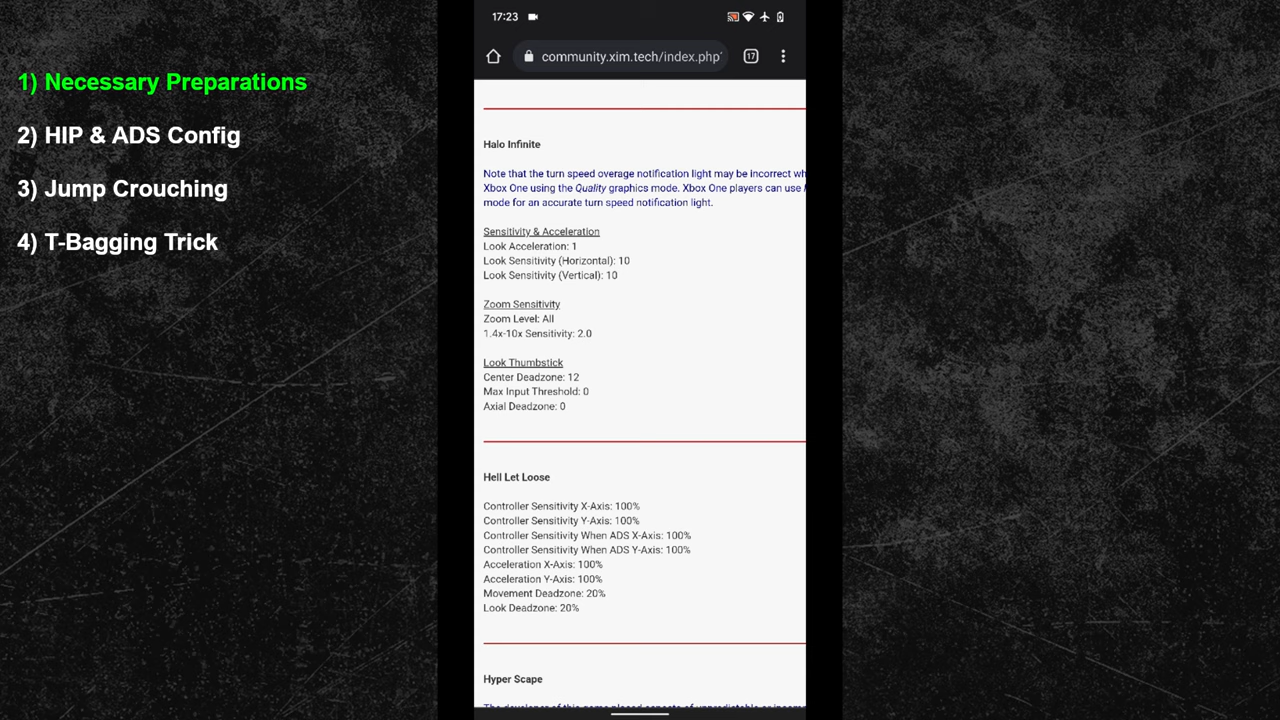 1) Necessary Preparations
2) HIP & ADS Config
3) Jump Crouching
4) T-Bagging Trick
17:23
community.xim.tech/index.php?
17
Halo Infinite
Note that the turn speed overage notification light may be incorrect wh
Xbox One using the Quality graphics mode. Xbox One players can use
mode for an accurate turn speed notification light.
Sensitivity & Acceleration
Look Acceleration: 1
Look Sensitivity (Horizontal): 10
Look Sensitivity (Vertical): 10
Zoom Sensitivity
Zoom Level: All
1.4x-10x Sensitivity: 2.0
Look Thumbstick
Center Deadzone: 12
Max Input Threshold: 0
Axial Deadzone: 0
Hell Let Loose
Controller Sensitivity X-Axis: 100%
Controller Sensitivity Y-Axis: 100%
Controller Sensitivity When ADS X-Axis: 100%
Controller Sensitivity When ADS Y-Axis: 100%
Acceleration X-Axis: 100%
Acceleration Y-Axis: 100%
Movement Deadzone: 20%
Look Deadzone: 20%
Hyper Scape